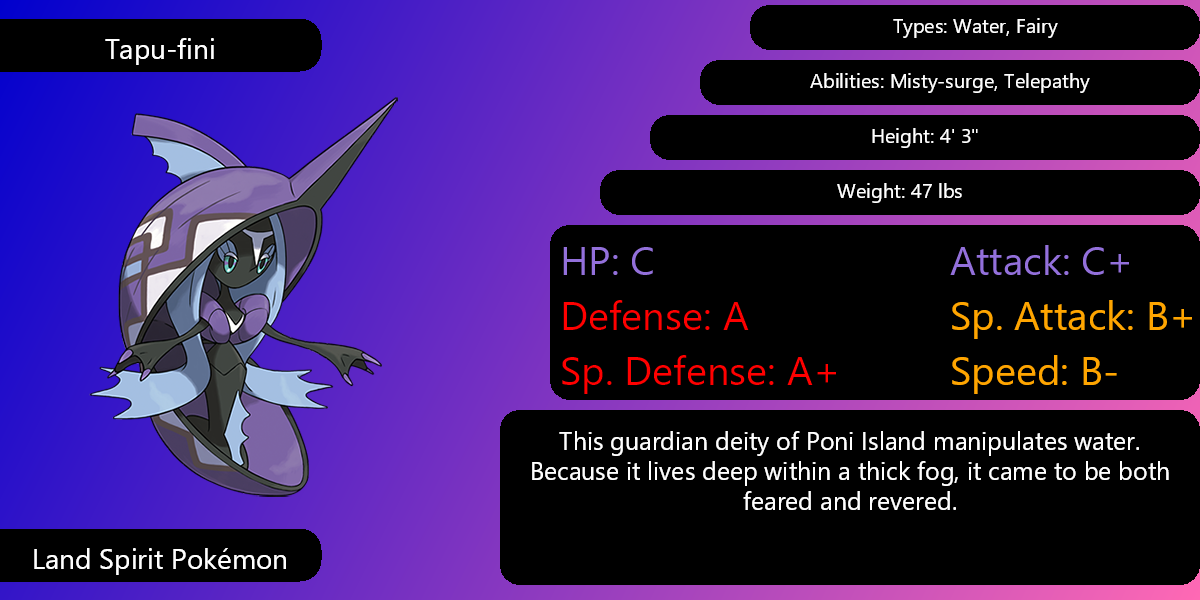 Tapu-fini
Types: Water, Fairy
Abilities: Misty-surge, Telepathy
Height: 4' 3"
Weight: 47 lbs
HP: C
Attack: C+
Defense: A
Sp. Attack: B+
Sp. Defense: A+
Speed: B-
This guardian deity of Poni Island manipulates water.
Because it lives deep within a thick fog, it came to be both
feared and revered.
Land Spirit Pokémon